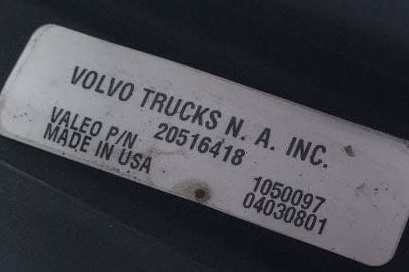 VOLVO TRUCKS N. A. INC.
VALEO P/N 20516418
MADE IN USA
1050097
04030801